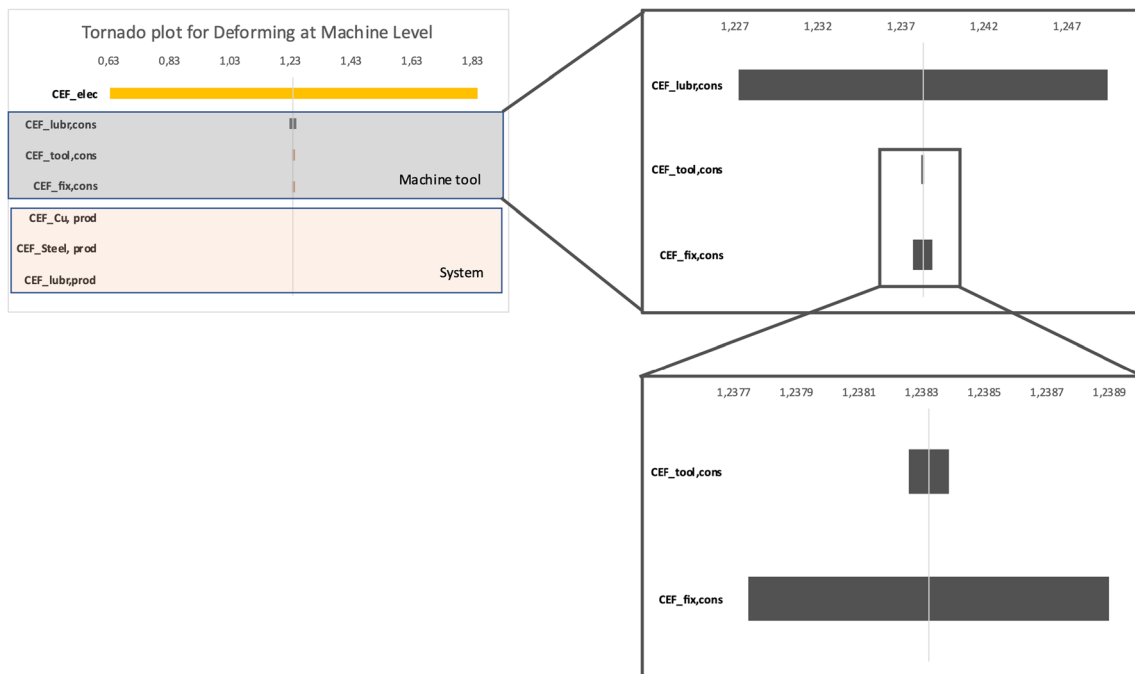 Tornado plot for Deforming at Machine Level
0,63 0,83 1,03 1,23 1,43 1,63 1,83
CEF_elec
CEF_lubr,cons
CEF_tool,cons
CEF_fix,cons
Machine tool
CEF_Cu, prod
CEF_Steel, prod
CEF_lubr,prod
System
1,227 1,232 1,237 1,242 1,247
CEF_lubr,cons
CEF_tool,cons
CEF_fix,cons
1,2377 1,2379 1,2381 1,2383 1,2385 1,2387 1,2389
CEF_tool,cons
CEF_fix,cons